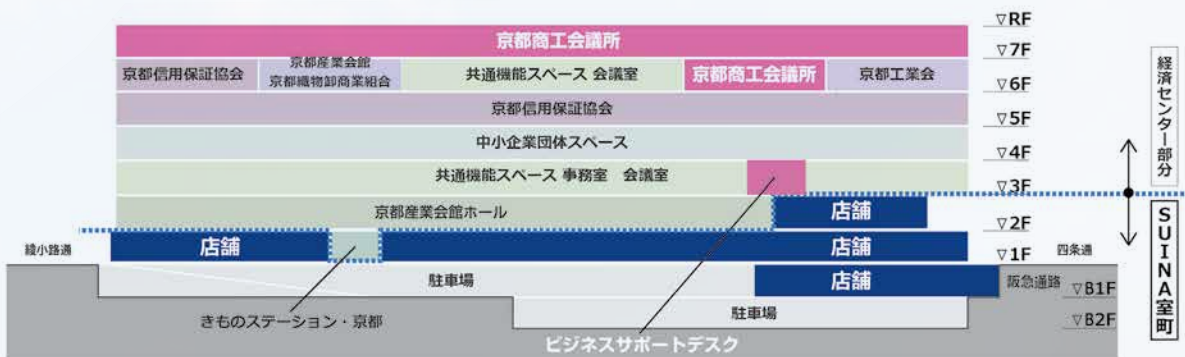 ▽RF
京都商工会議所
▽7F
京都信用保証協会
京都産業会館
京都織物卸商業組合
共通機能スペース 会議室
京都商工会議所
京都工業会
▽6F
京都信用保証協会
▽5F
中小企業団体スペース
▽4F
共通機能スペース 事務室 会議室
▽3F
京都産業会館ホール
店舗
▽2F
綾小路通
店舗
店舗
▽1F
四条通
駐車場
店舗
阪急通路
▽B1F
きものステーション・京都
駐車場
▽B2F
ビジネスサポートデスク
経済センター部分
SUINA室町